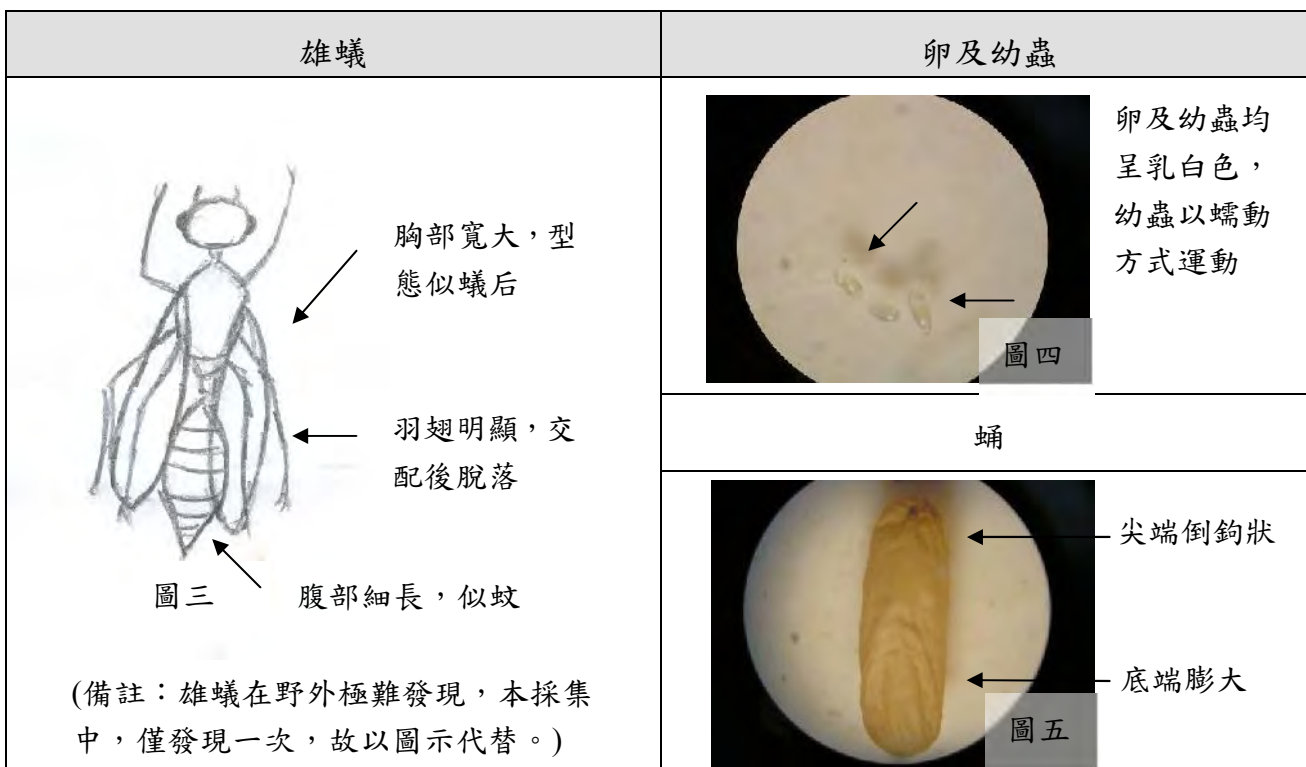 雄蟻
胸部寬大，型
態似蟻后
羽翅明顯，交
配後脫落
圖三
腹部細長，似蚊
(備註：雄蟻在野外極難發現，本採集
中，僅發現一次，故以圖示代替。)
卵及幼蟲
卵及幼蟲均
呈乳白色，
幼蟲以蠕動
方式運動
圖四
蛹
尖端倒鉤狀
底端膨大
圖五